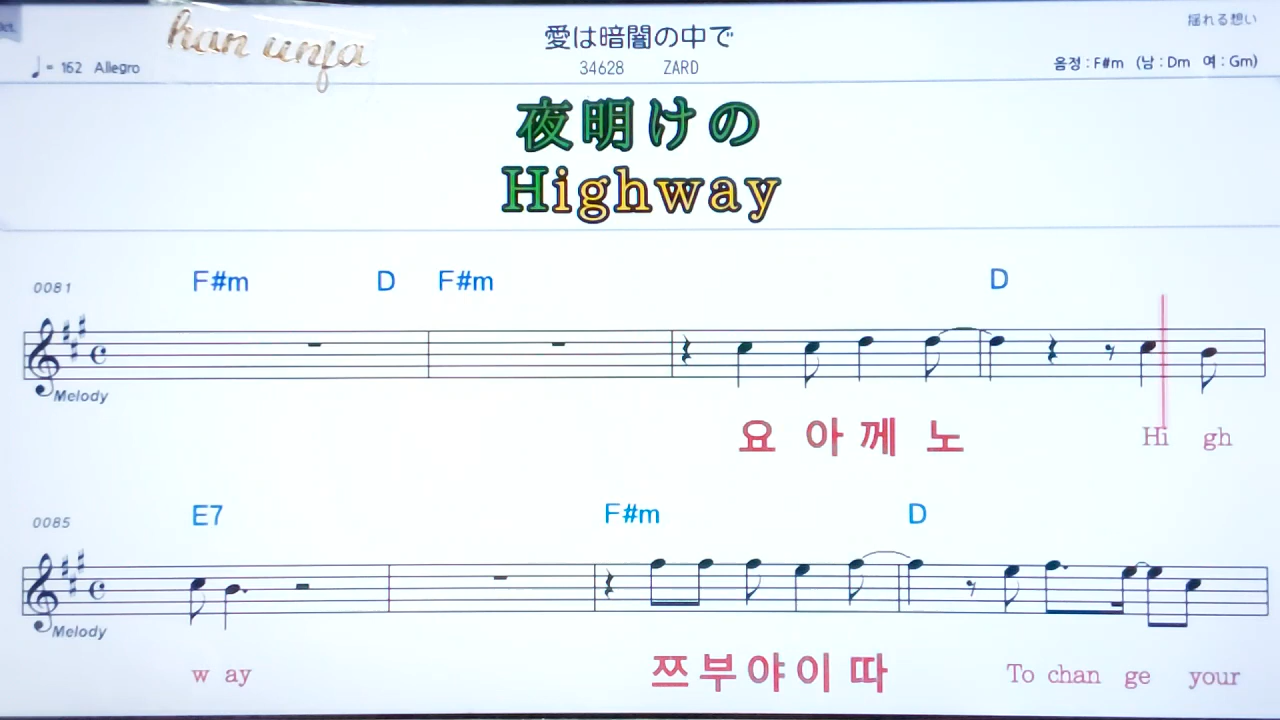 han unfa
愛は暗闇の中で
揺れる想い
♩= 162 Allegro
34628 ZARD
음정 : F#m (남 : Dm 여 : Gm)
夜明けの
Highway
F#m D F#m D
0081
Melody
요 아 께 노 Hi gh
E7 F#m D
0085
Melody
w ay 쯔 부 야 이 따 To chan ge your